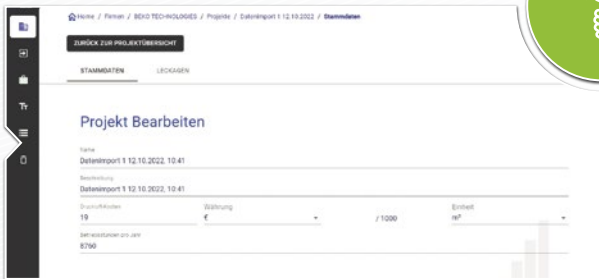 Home / Firmen / BEKO TECHNOLOGIES / Projekte / Datenimport 1 12.10.2022 / Stammdaten
ZURÜCK ZUR PROJEKTÜBERSICHT
STAMMDATEN LECKAGEN
Tт
Projekt Bearbeiten
Name
Datenimport 1 12.10.2022, 10:41
Beschreibung
Datenimport 1 12.10.2022, 10:41
Druckluftkosten Währung Einheit
19 € / 1000 m³
Betriebsstunden pro Jahr
8760